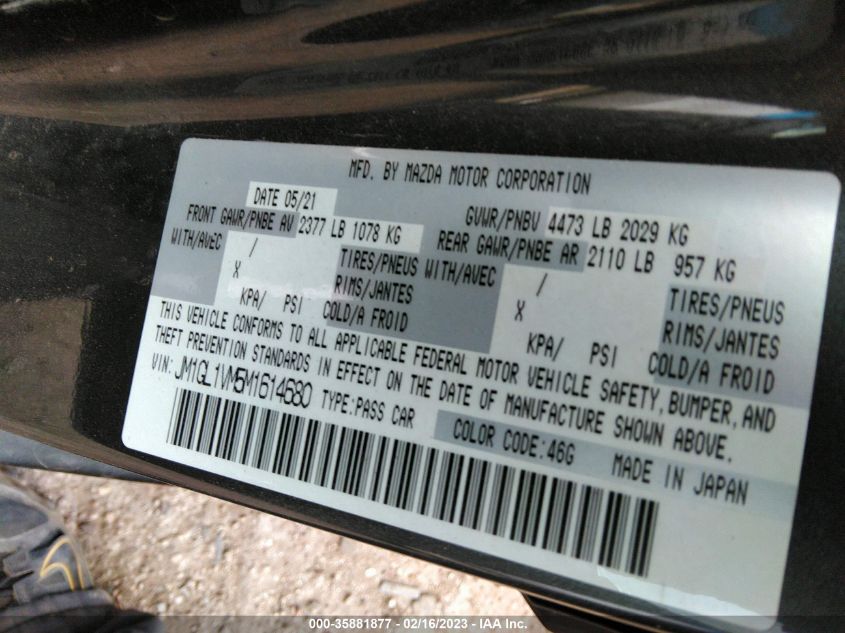 MFD. BY MAZDA MOTOR CORPORATION
DATE 05/21
GVWR/PNBV 4473 LB 2029 KG
FRONT GAWR/PNBE AV 2377 LB 1078 KG
REAR GAWR/PNBE AR 2110 LB 957 KG
WITH/AVEC / TIRES/PNEUS WITH/AVEC / TIRES/PNEUS
X RIMS/JANTES X RIMS/JANTES
KPA/ PSI COLD/A FROID KPA/ PSI COLD/A FROID
THIS VEHICLE CONFORMS TO ALL APPLICABLE FEDERAL MOTOR VEHICLE SAFETY, BUMPER, AND
THEFT PREVENTION STANDARDS IN EFFECT ON THE DATE OF MANUFACTURE SHOWN ABOVE.
VIN: JM1GL1VM5M1614680 TYPE:PASS CAR
COLOR CODE:46G MADE IN JAPAN
000-35881877 - 02/16/2023 - IAA Inc.